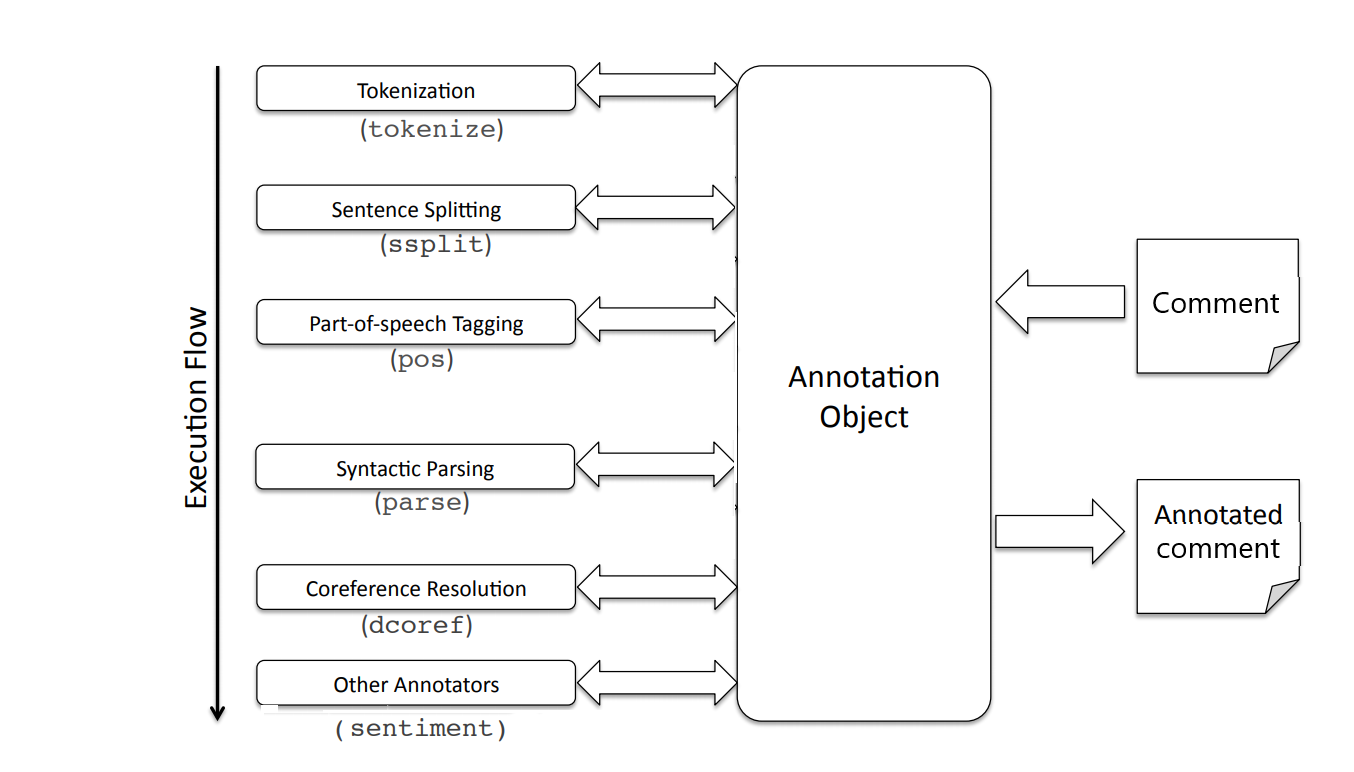 Execution Flow
Tokenization
(tokenize)
Sentence Splitting
(ssplit)
Part-of-speech Tagging
(pos)
Syntactic Parsing
(parse)
Coreference Resolution
(dcoref)
Other Annotators
(sentiment)
Annotation
Object
Comment
Annotated
comment